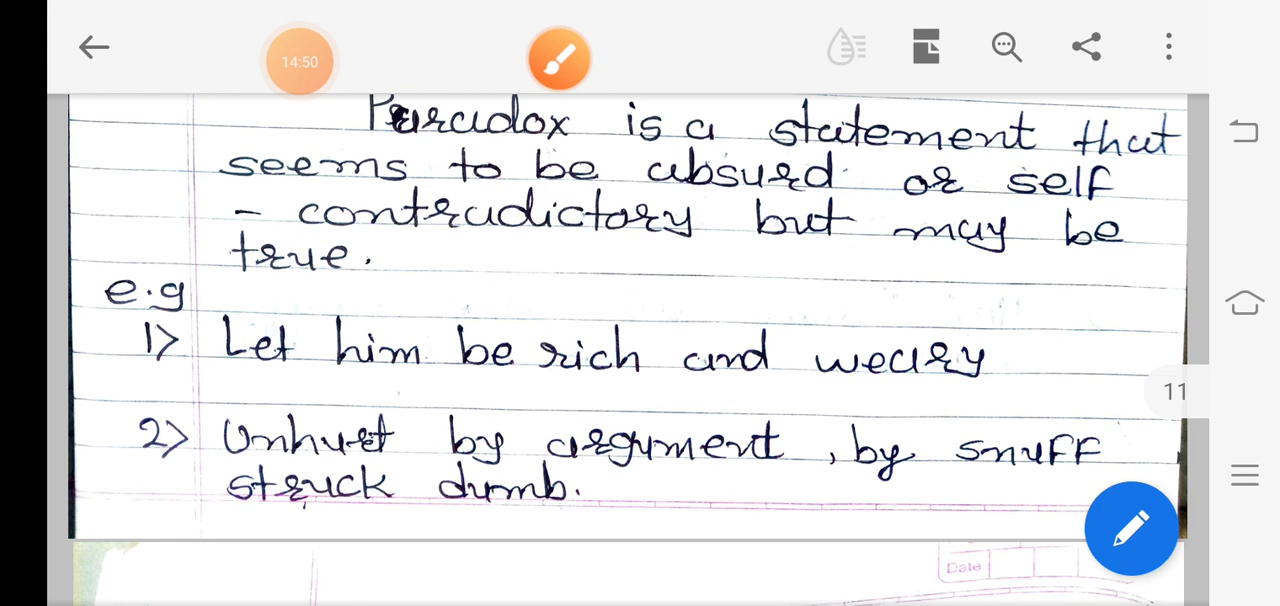 14:50
Paradox is a statement that
seems to be absurd or self
- contradictory but may be
true.
e.g
1> Let him be rich and weary
11
2> Unhurt by argument, by snuff
struck dumb.
Date